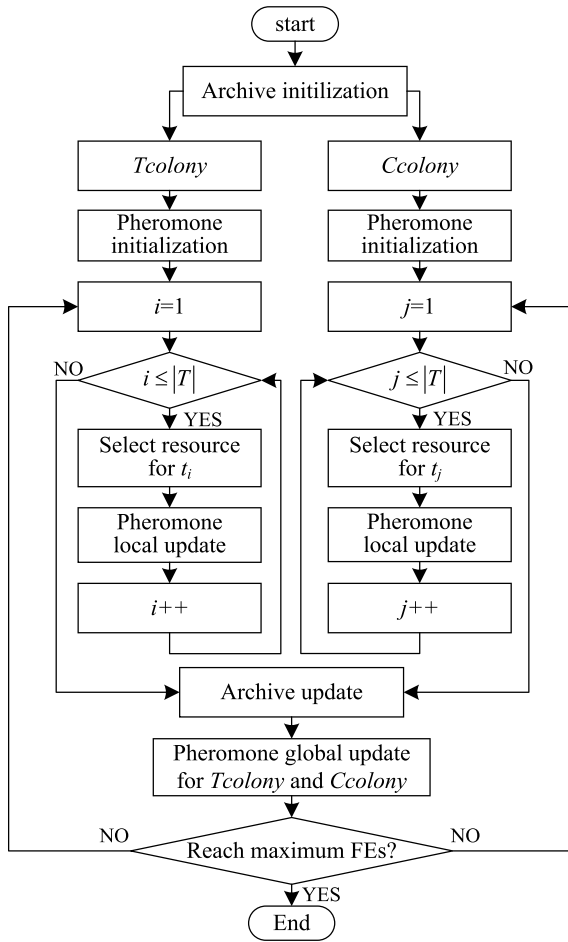 start
Archive initilization
Tcolony
Ccolony
Pheromone
initialization
Pheromone
initialization
i=1
j=1
NO
i ≤ |T|
j ≤ |T|
NO
YES
YES
Select resource
for t_i
Select resource
for t_j
Pheromone
local update
Pheromone
local update
i++
j++
Archive update
Pheromone global update
for Tcolony and Ccolony
NO
Reach maximum FEs?
NO
YES
End